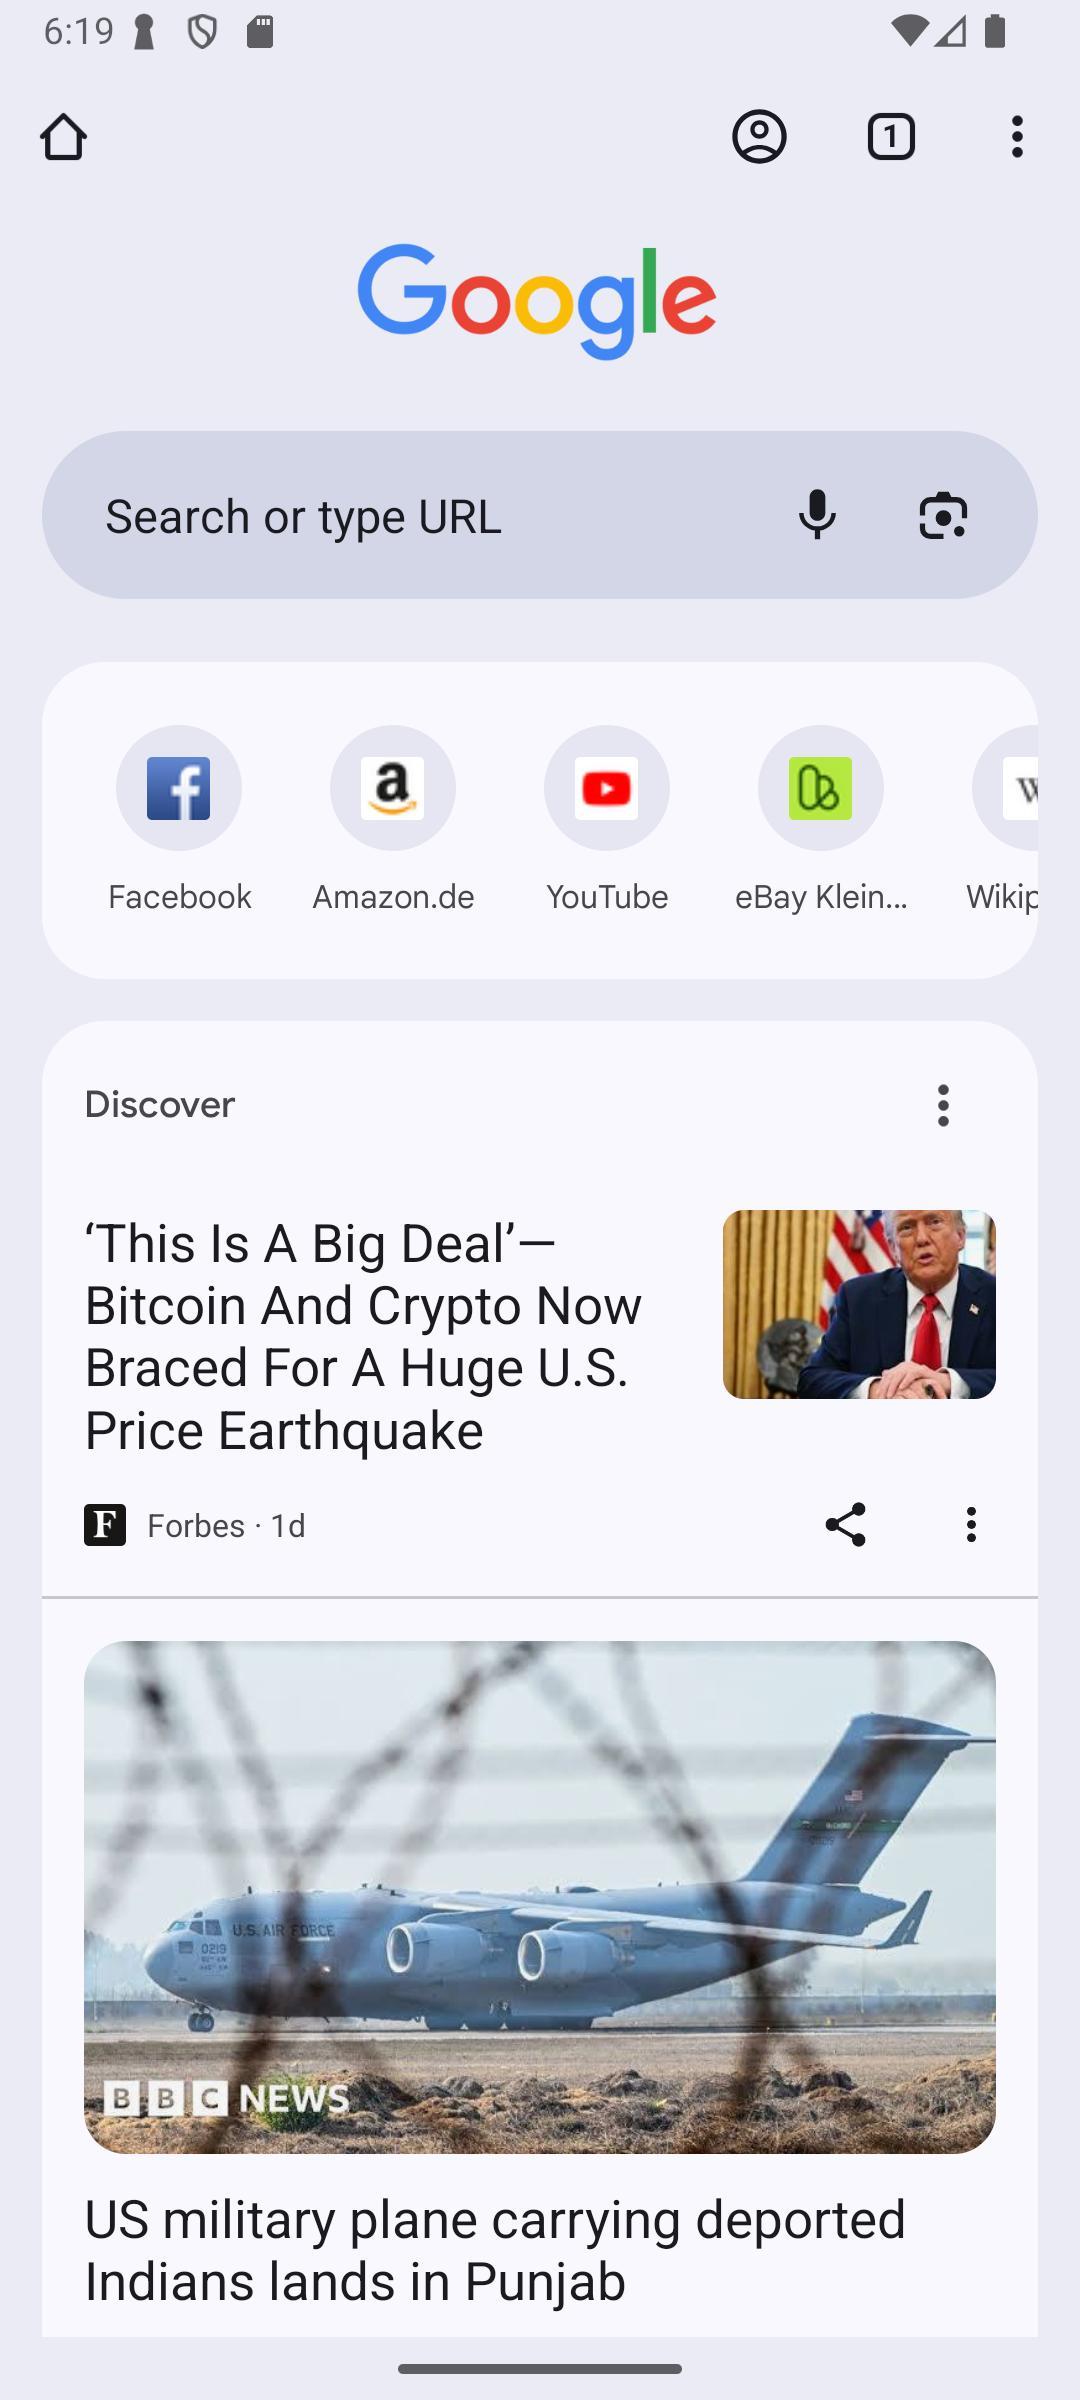 6:19
1
Google
Search or type URL
Facebook
Amazon.de
YouTube
eBay Klein...
Wikip
Discover
‘This Is A Big Deal’—
Bitcoin And Crypto Now
Braced For A Huge U.S.
Price Earthquake
F Forbes · 1d
U.S. AIR FORCE
0219
BBC NEWS
US military plane carrying deported
Indians lands in Punjab